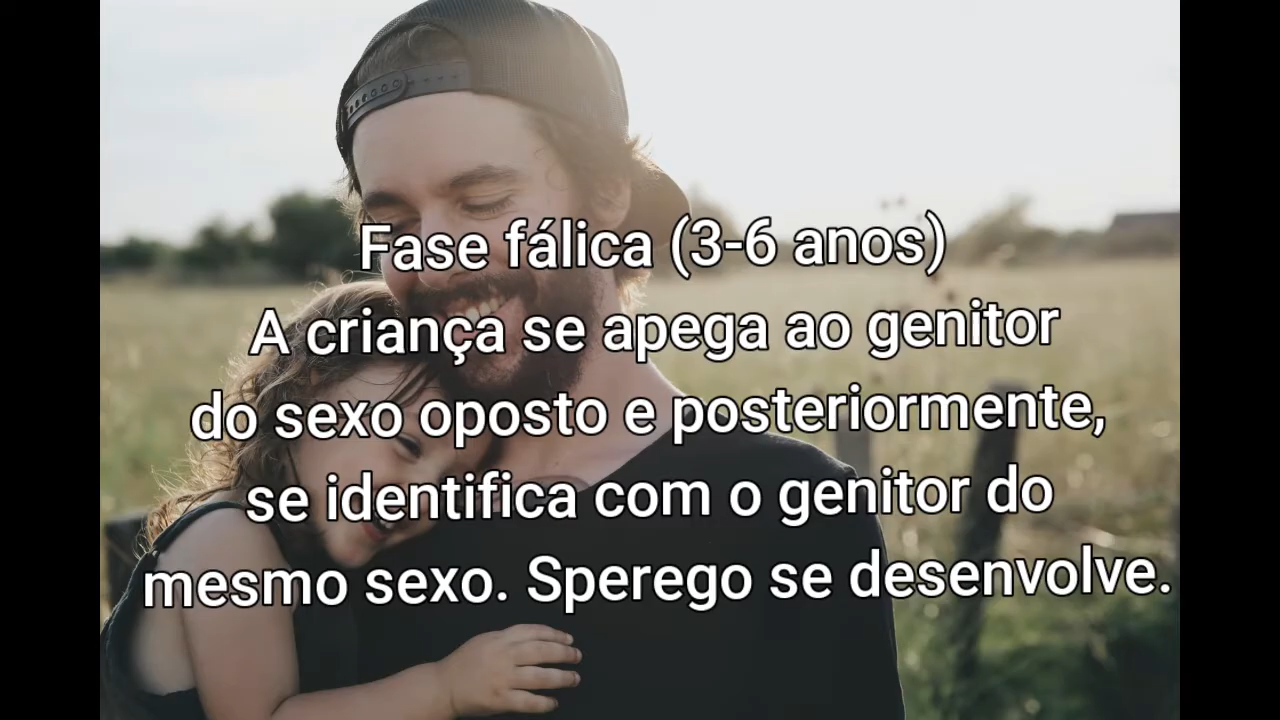 Fase fálica (3-6 anos)
A criança se apega ao genitor
do sexo oposto e posteriormente,
se identifica com o genitor do
mesmo sexo. Sperego se desenvolve.